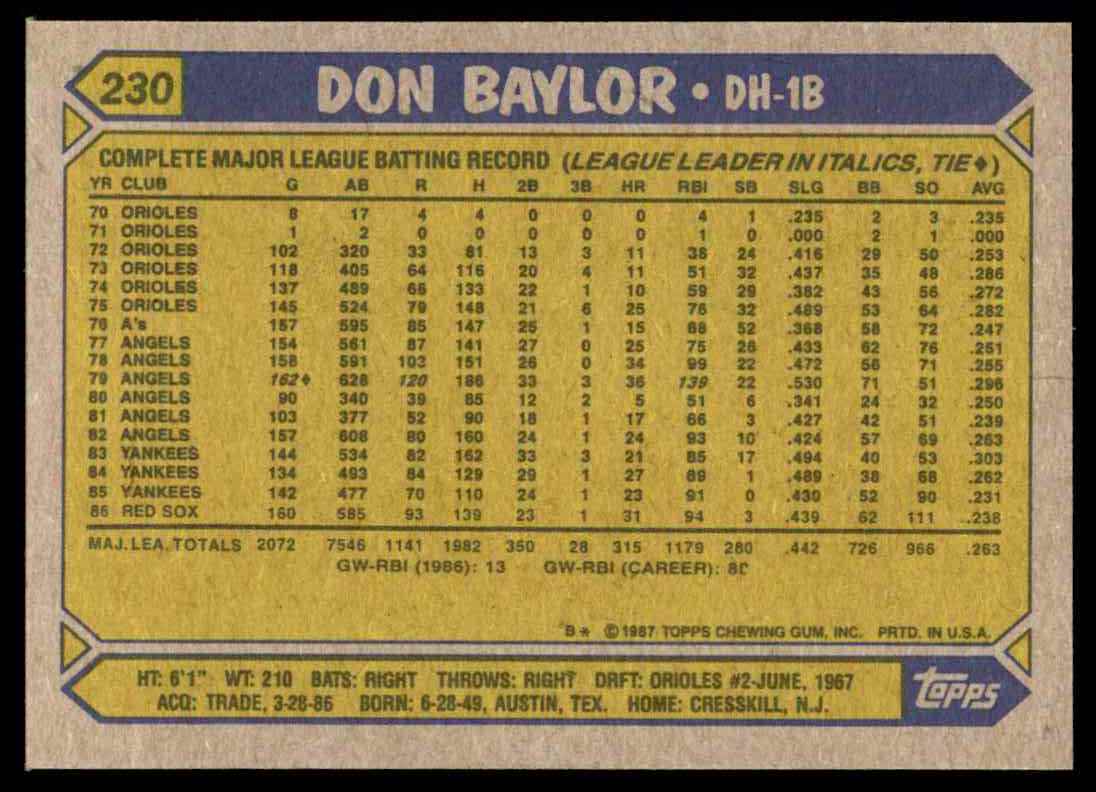 230 DON BAYLOR • DH-1B
COMPLETE MAJOR LEAGUE BATTING RECORD (LEAGUE LEADER IN ITALICS, TIE♦)
YR CLUB G AB R H 2B 3B HR RBI SB SLG BB SO AVG
70 ORIOLES 8 17 4 4 0 0 0 4 1 .235 2 3 .235
71 ORIOLES 1 2 0 0 0 0 0 1 0 .000 2 1 .000
72 ORIOLES 102 320 33 81 13 3 11 38 24 .416 29 50 .253
73 ORIOLES 118 405 64 116 20 4 11 51 32 .437 35 48 .286
74 ORIOLES 137 489 66 133 22 1 10 59 29 .382 43 56 .272
75 ORIOLES 145 524 79 148 21 6 25 76 32 .489 53 64 .282
76 A's 157 595 85 147 25 1 15 68 52 .368 58 72 .247
77 ANGELS 154 561 87 141 27 0 25 75 26 .433 62 76 .251
78 ANGELS 158 591 103 151 26 0 34 99 22 .472 56 71 .255
79 ANGELS 162♦ 628 120 186 33 3 36 139 22 .530 71 51 .296
80 ANGELS 90 340 39 85 12 2 5 51 6 .341 24 32 .250
81 ANGELS 103 377 52 90 18 1 17 66 3 .427 42 51 .239
82 ANGELS 157 608 80 160 24 1 24 93 10 .424 57 69 .263
83 YANKEES 144 534 82 162 33 3 21 85 17 .494 40 53 .303
84 YANKEES 134 493 84 129 29 1 27 89 1 .489 38 68 .262
85 YANKEES 142 477 70 110 24 1 23 91 0 .430 52 90 .231
86 RED SOX 160 585 93 139 23 1 31 94 3 .439 62 111 .238
MAJ. LEA. TOTALS 2072 7546 1141 1982 350 28 315 1179 280 .442 726 966 .263
GW-RBI (1986): 13 GW-RBI (CAREER):
B* ©1987 TOPPS CHEWING GUM, INC. PRTD. IN U.S.A.
HT: 6'1" WT: 210 BATS: RIGHT THROWS: RIGHT DRFT: ORIOLES #2-JUNE, 1967
ACQ: TRADE, 3-28-86 BORN: 6-28-49, AUSTIN, TEX. HOME: CRESSKILL, N.J.
topps